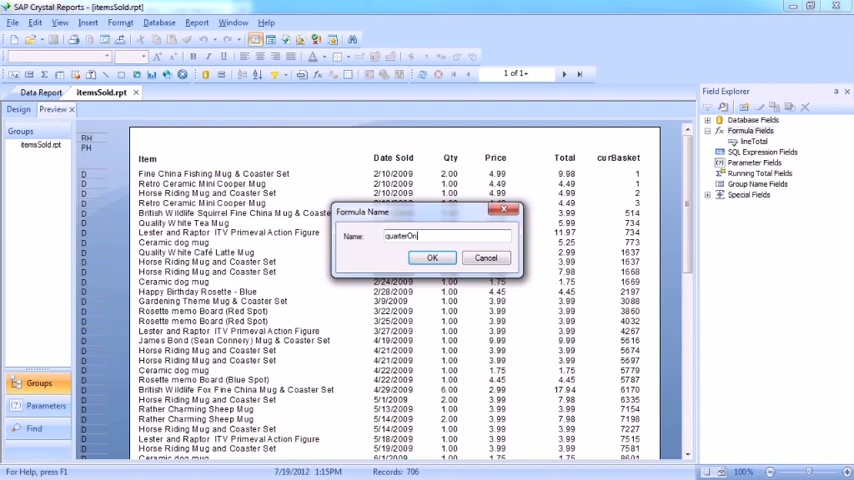 SAP Crystal Reports - [itemsSold.rpt]
File Edit View Insert Format Database Report Window Help
1 of 1+
Data Report itemsSold.rpt
Design Preview
Field Explorer
Groups
itemsSold.rpt
RH
PH
Item Date Sold Qty Price Total curBasket
D Fine China Fishing Mug & Coaster Set 2/10/2009 2.00 4.99 9.98 1
D Retro Ceramic Mini Cooper Mug 2/10/2009 1.00 4.49 4.49 1
D Horse Riding Mug and Coaster Set 2/10/2009 1.00 4.99 4.99 2
D Retro Ceramic Mini Cooper Mug 4.49 3
D British Wildlife Squirrel Fine China Mug & 3.99 514
D Quality White Tea Mug 5.99 734
D Lester and Raptor ITV Primeval Action Figure 11.97 734
D Ceramic dog mug 5.25 773
D Quality White Café Latte Mug 2.99 1637
D Horse Riding Mug and Coaster Set 3.99 1637
D Horse Riding Mug and Coaster Set 7.98 1668
D Ceramic dog mug 2/24/2009 1.00 1.75 1.75 1669
D Happy Birthday Rosette - Blue 2/28/2009 1.00 4.45 4.45 2197
D Gardening Theme Mug & Coaster Set 3/9/2009 1.00 3.99 3.99 3088
D Rosette memo Board (Red Spot) 3/22/2009 1.00 3.99 3.99 3860
D Rosette memo Board (Red Spot) 3/25/2009 1.00 3.99 3.99 4032
D Lester and Raptor ITV Primeval Action Figure 3/27/2009 1.00 3.99 3.99 4267
D James Bond (Sean Connery) Mug and Coaster Set 4/19/2009 1.00 9.99 9.99 5616
D Horse Riding Mug and Coaster Set 4/21/2009 1.00 3.99 3.99 5674
D Horse Riding Mug and Coaster Set 4/21/2009 1.00 3.99 3.99 5697
D Ceramic dog mug 4/22/2009 1.00 1.75 1.75 5779
D Rosette memo Board (Blue Spot) 4/22/2009 1.00 4.45 4.45 5787
D British Wildlife Fox Fine China Mug & Coaster Set 4/29/2009 6.00 2.99 17.94 6170
D Horse Riding Mug and Coaster Set 5/1/2009 2.00 3.99 7.98 6335
D Rather Charming Sheep Mug 5/13/2009 1.00 3.99 3.99 7154
D Rather Charming Sheep Mug 5/14/2009 2.00 3.99 7.98 7198
D Horse Riding Mug and Coaster Set 5/14/2009 1.00 3.99 3.99 7227
D Lester and Raptor ITV Primeval Action Figure 5/18/2009 1.00 3.99 3.99 7515
D Horse Riding Mug and Coaster Set 5/19/2009 1.00 3.99 3.99 7581
D Ceramic dog mug 6/1/2009 1.00 1.75 1.75 8601
Formula Name
Name: quarterOn
OK Cancel
Database Fields
Formula Fields
lineTotal
SQL Expression Fields
Parameter Fields
Running Total Fields
Group Name Fields
Special Fields
Groups
Parameters
Find
For Help, press F1 7/19/2012 1:15PM Records: 706 100%